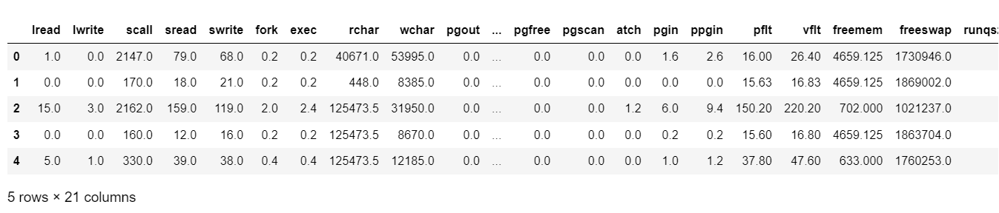 lread lwrite scall sread swrite fork exec rchar wchar pgout ... pgfree pgscan atch pgin ppgin pflt vflt freemem freeswap runqs
0 1.0 0.0 2147.0 79.0 68.0 0.2 0.2 40671.0 53995.0 0.0 ... 0.0 0.0 0.0 1.6 2.6 16.00 26.40 4659.125 1730946.0
1 0.0 0.0 170.0 18.0 21.0 0.2 0.2 448.0 8385.0 0.0 ... 0.0 0.0 0.0 0.0 0.0 15.63 16.83 4659.125 1869002.0
2 15.0 3.0 2162.0 159.0 119.0 2.0 2.4 125473.5 31950.0 0.0 ... 0.0 0.0 1.2 6.0 9.4 150.20 220.20 702.000 1021237.0
3 0.0 0.0 160.0 12.0 16.0 0.2 0.2 125473.5 8670.0 0.0 ... 0.0 0.0 0.0 0.2 0.2 15.60 16.80 4659.125 1863704.0
4 5.0 1.0 330.0 39.0 38.0 0.4 0.4 125473.5 12185.0 0.0 ... 0.0 0.0 0.0 1.0 1.2 37.80 47.60 633.000 1760253.0
5 rows × 21 columns